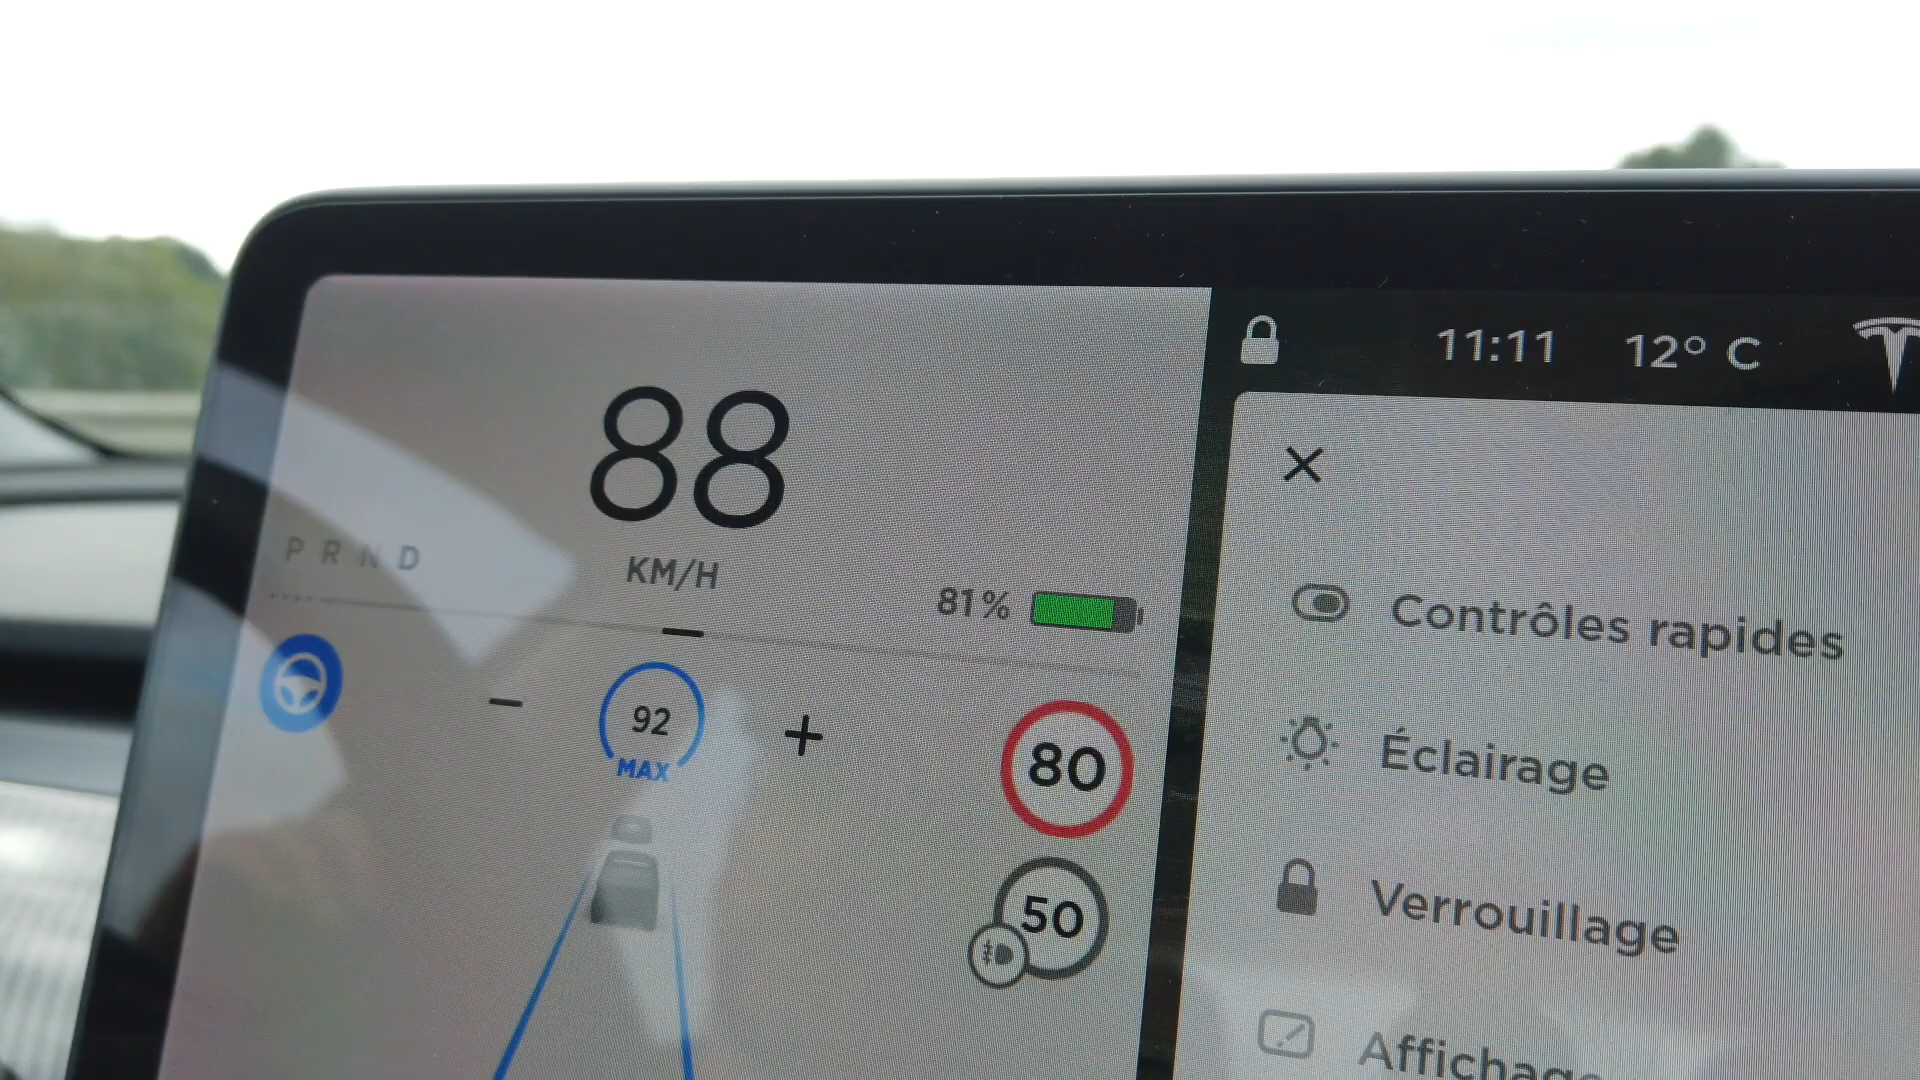 11:11 12° C
88
KM/H
P R N D
81%
92
MAX
80
50
Contrôles rapides
Éclairage
Verrouillage
Affichage